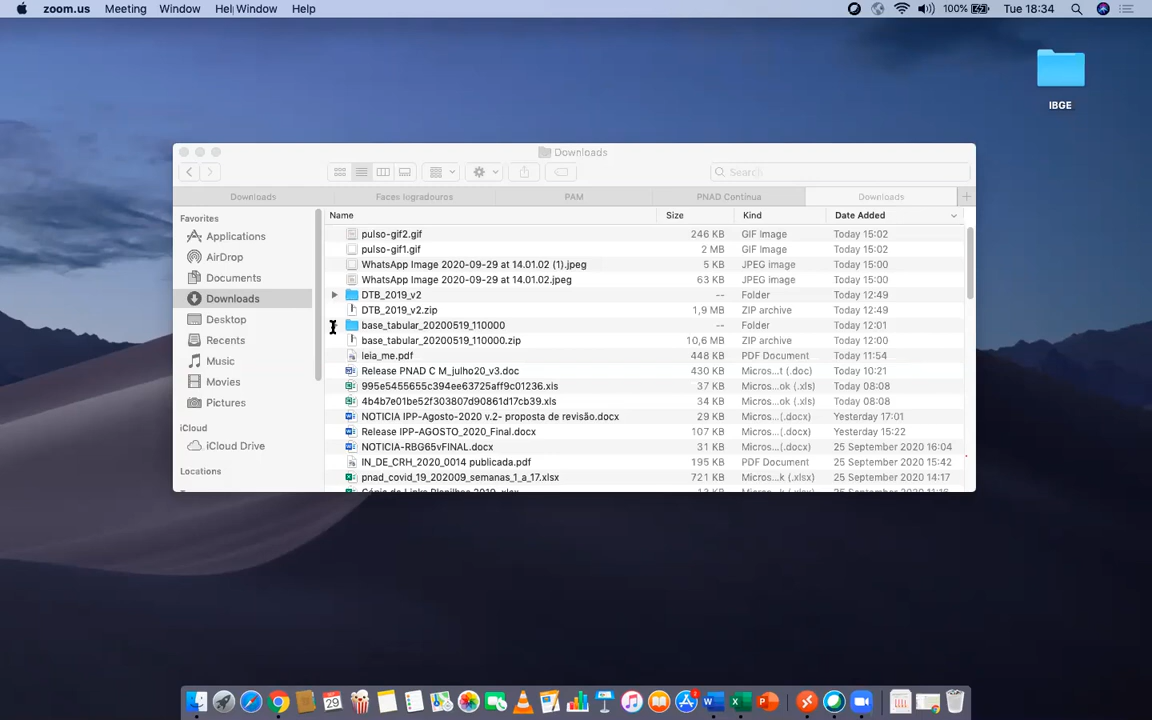 zoom.us Meeting Window Hel Window Help 100% Tue 18:34
IBGE
Downloads
Search
Downloads Faces logradouros PAM PNAD Contínua Downloads
Favorites
Applications
AirDrop
Documents
Downloads
Desktop
Recents
Music
Movies
Pictures
iCloud
iCloud Drive
Locations
Name Size Kind Date Added
pulso-gif2.gif 246 KB GIF Image Today 15:02
pulso-gif1.gif 2 MB GIF Image Today 15:02
WhatsApp Image 2020-09-29 at 14.01.02 (1).jpeg 5 KB JPEG image Today 15:00
WhatsApp Image 2020-09-29 at 14.01.02.jpeg 63 KB JPEG image Today 15:00
DTB_2019_v2 -- Folder Today 12:49
DTB_2019_v2.zip 1,9 MB ZIP archive Today 12:49
base_tabular_20200519_110000 -- Folder Today 12:01
base_tabular_20200519_110000.zip 10,6 MB ZIP archive Today 12:00
leia_me.pdf 448 KB PDF Document Today 11:54
Release PNAD C M_julho20_v3.doc 430 KB Micros...t (.doc) Today 10:21
995e5455655c394ee63725aff9c01236.xls 37 KB Micros...ok (.xls) Today 08:08
4b4b7e01be52f303807d90861d17cb39.xls 34 KB Micros...ok (.xls) Today 08:08
NOTICIA IPP-Agosto-2020 v.2- proposta de revisão.docx 29 KB Micros...(.docx) Yesterday 17:01
Release IPP-AGOSTO_2020_Final.docx 107 KB Micros...(.docx) Yesterday 15:22
NOTICIA-RBG65vFINAL.docx 31 KB Micros...(.docx) 25 September 2020 16:04
IN_DE_CRH_2020_0014 publicada.pdf 195 KB PDF Document 25 September 2020 15:42
pnad_covid_19_202009_semanas_1_a_17.xlsx 721 KB Micros...k (.xlsx) 25 September 2020 14:17